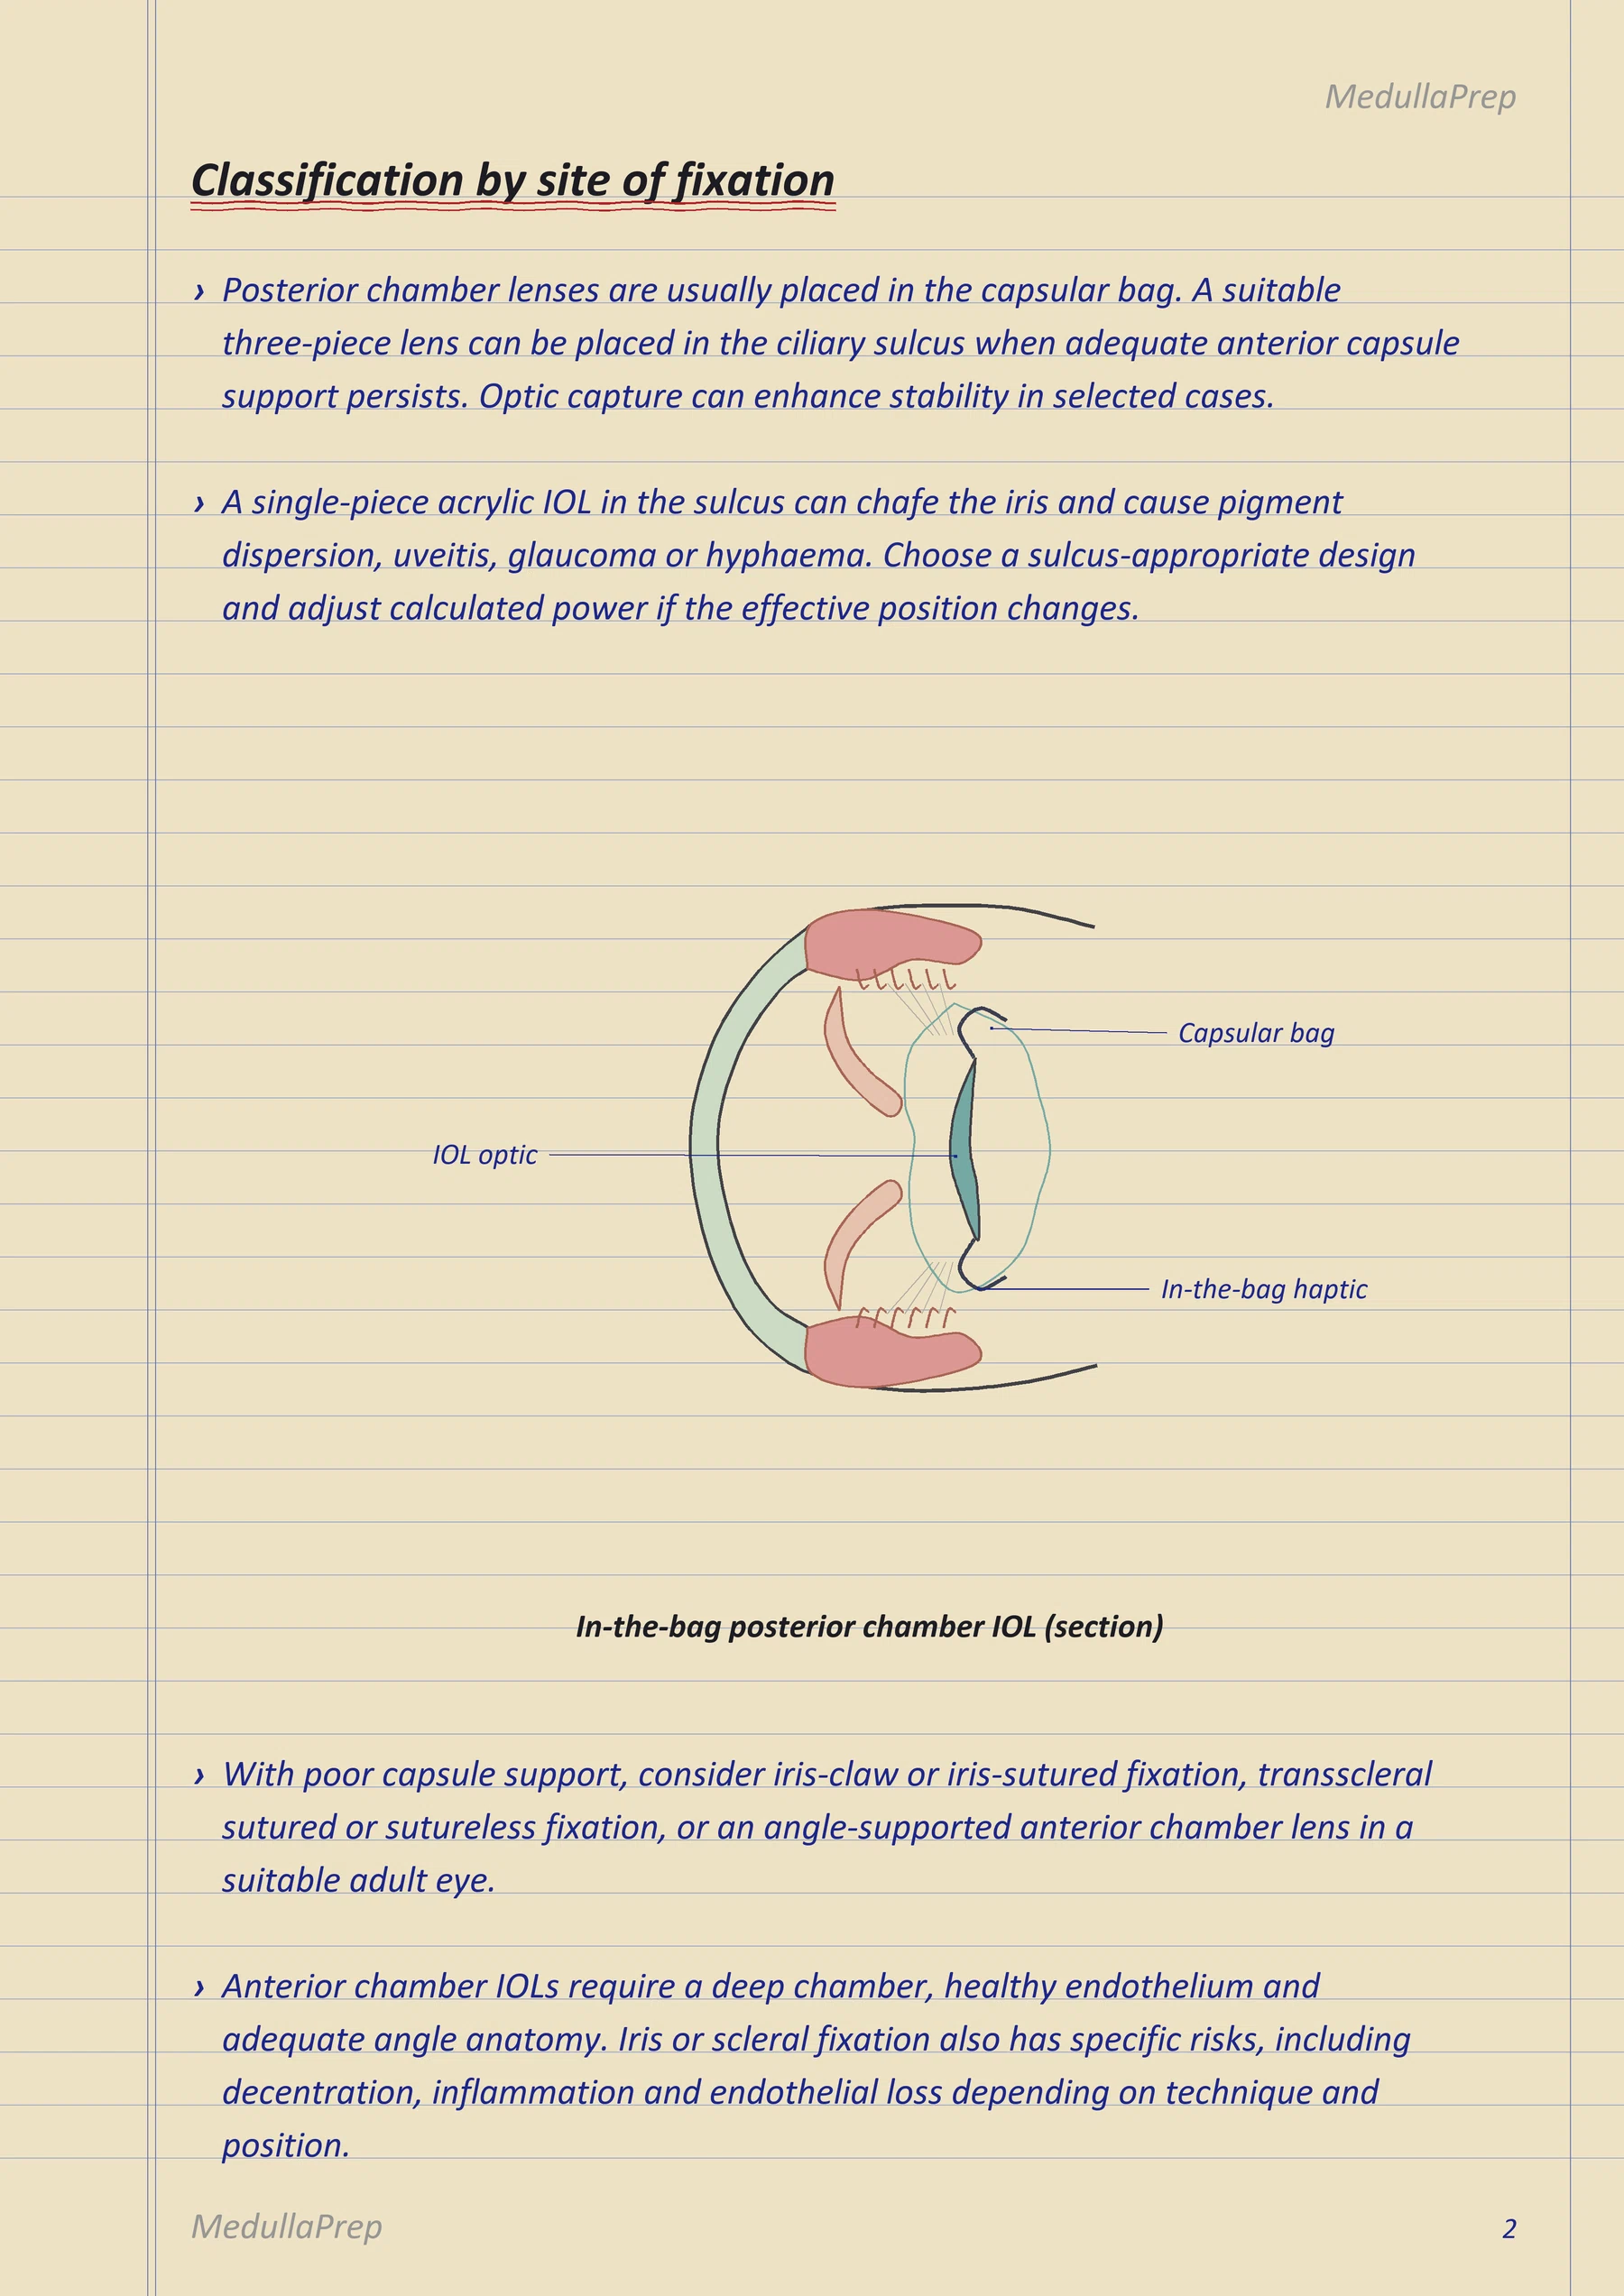 MedullaPrep
Classification by site of fixation
› Posterior chamber lenses are usually placed in the capsular bag. A suitable
three-piece lens can be placed in the ciliary sulcus when adequate anterior capsule
support persists. Optic capture can enhance stability in selected cases.
› A single-piece acrylic IOL in the sulcus can chafe the iris and cause pigment
dispersion, uveitis, glaucoma or hyphaema. Choose a sulcus-appropriate design
and adjust calculated power if the effective position changes.
Capsular bag
IOL optic
In-the-bag haptic
In-the-bag posterior chamber IOL (section)
› With poor capsule support, consider iris-claw or iris-sutured fixation, transscleral
sutured or sutureless fixation, or an angle-supported anterior chamber lens in a
suitable adult eye.
› Anterior chamber IOLs require a deep chamber, healthy endothelium and
adequate angle anatomy. Iris or scleral fixation also has specific risks, including
decentration, inflammation and endothelial loss depending on technique and
position.
MedullaPrep
2